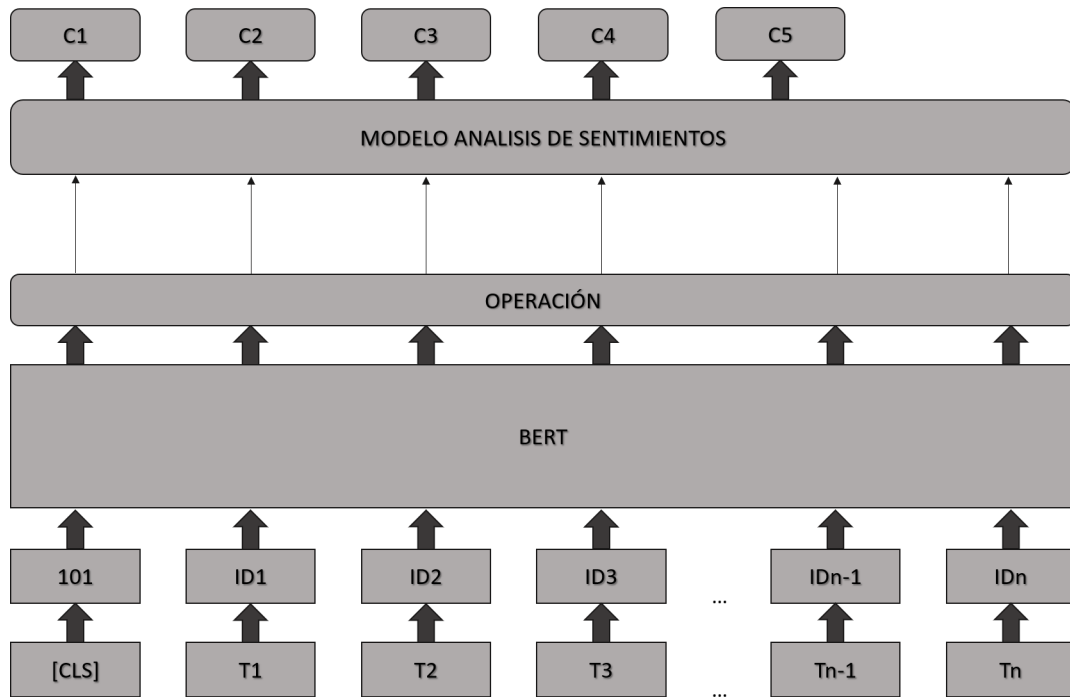 C1 C2 C3 C4 C5
MODELO ANALISIS DE SENTIMIENTOS
OPERACIÓN
BERT
101 ID1 ID2 ID3 ... IDn-1 IDn
[CLS] T1 T2 T3 ... Tn-1 Tn